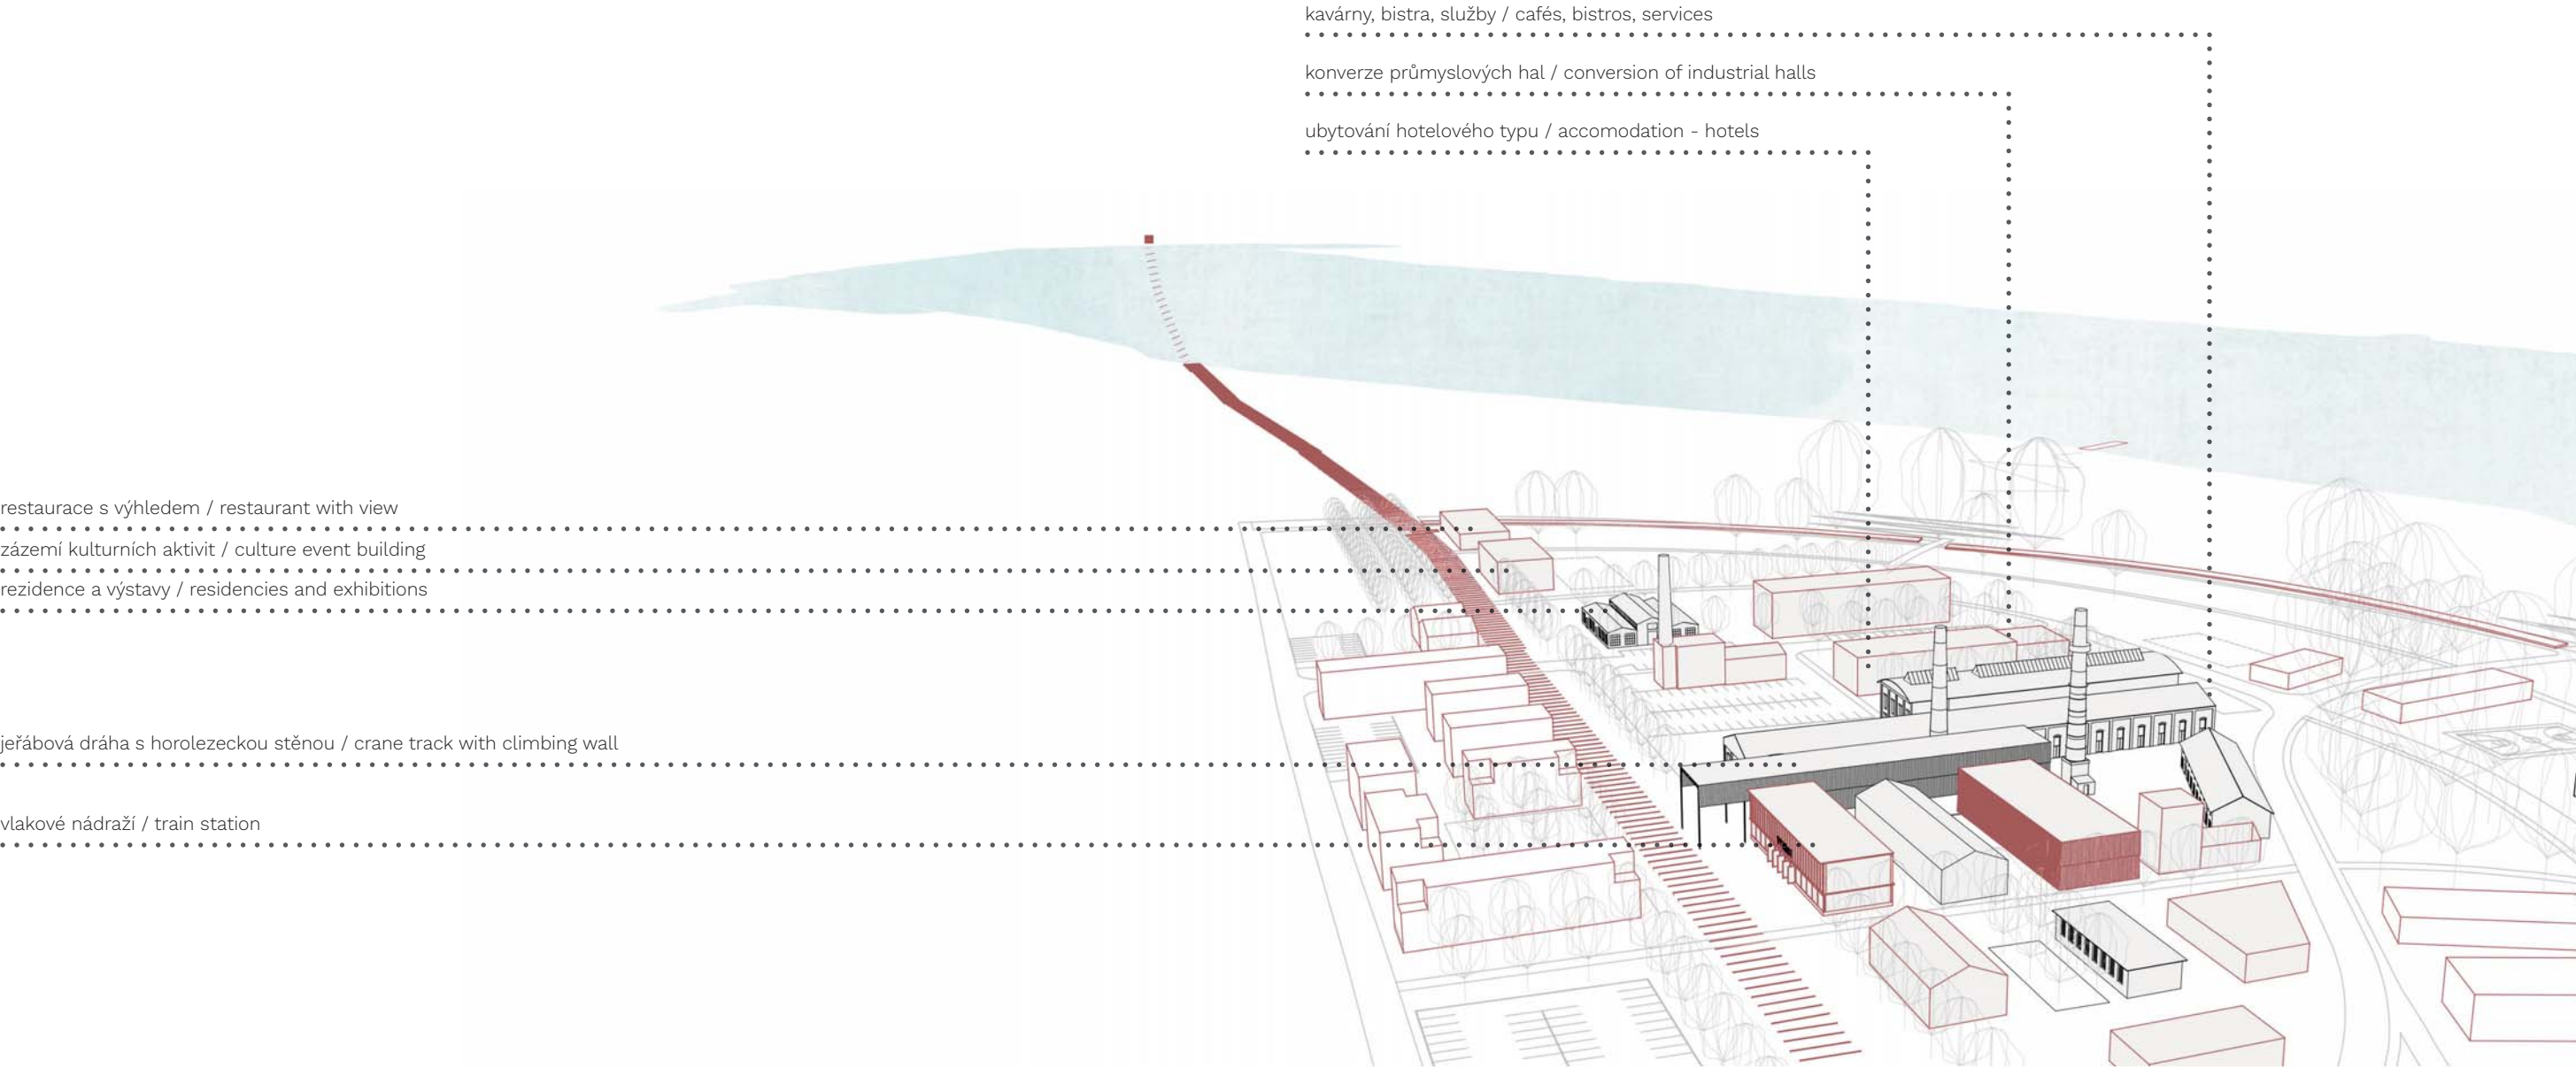 kavárny, bistra, služby / cafés, bistros, services
konverze průmyslových hal / conversion of industrial halls
ubytování hotelového typu / accomodation - hotels
restaurace s výhledem / restaurant with view
zázemí kulturních aktivit / culture event building
rezidence a výstavy / residencies and exhibitions
jeřábová dráha s horolezeckou stěnou / crane track with climbing wall
vlakové nádraží / train station